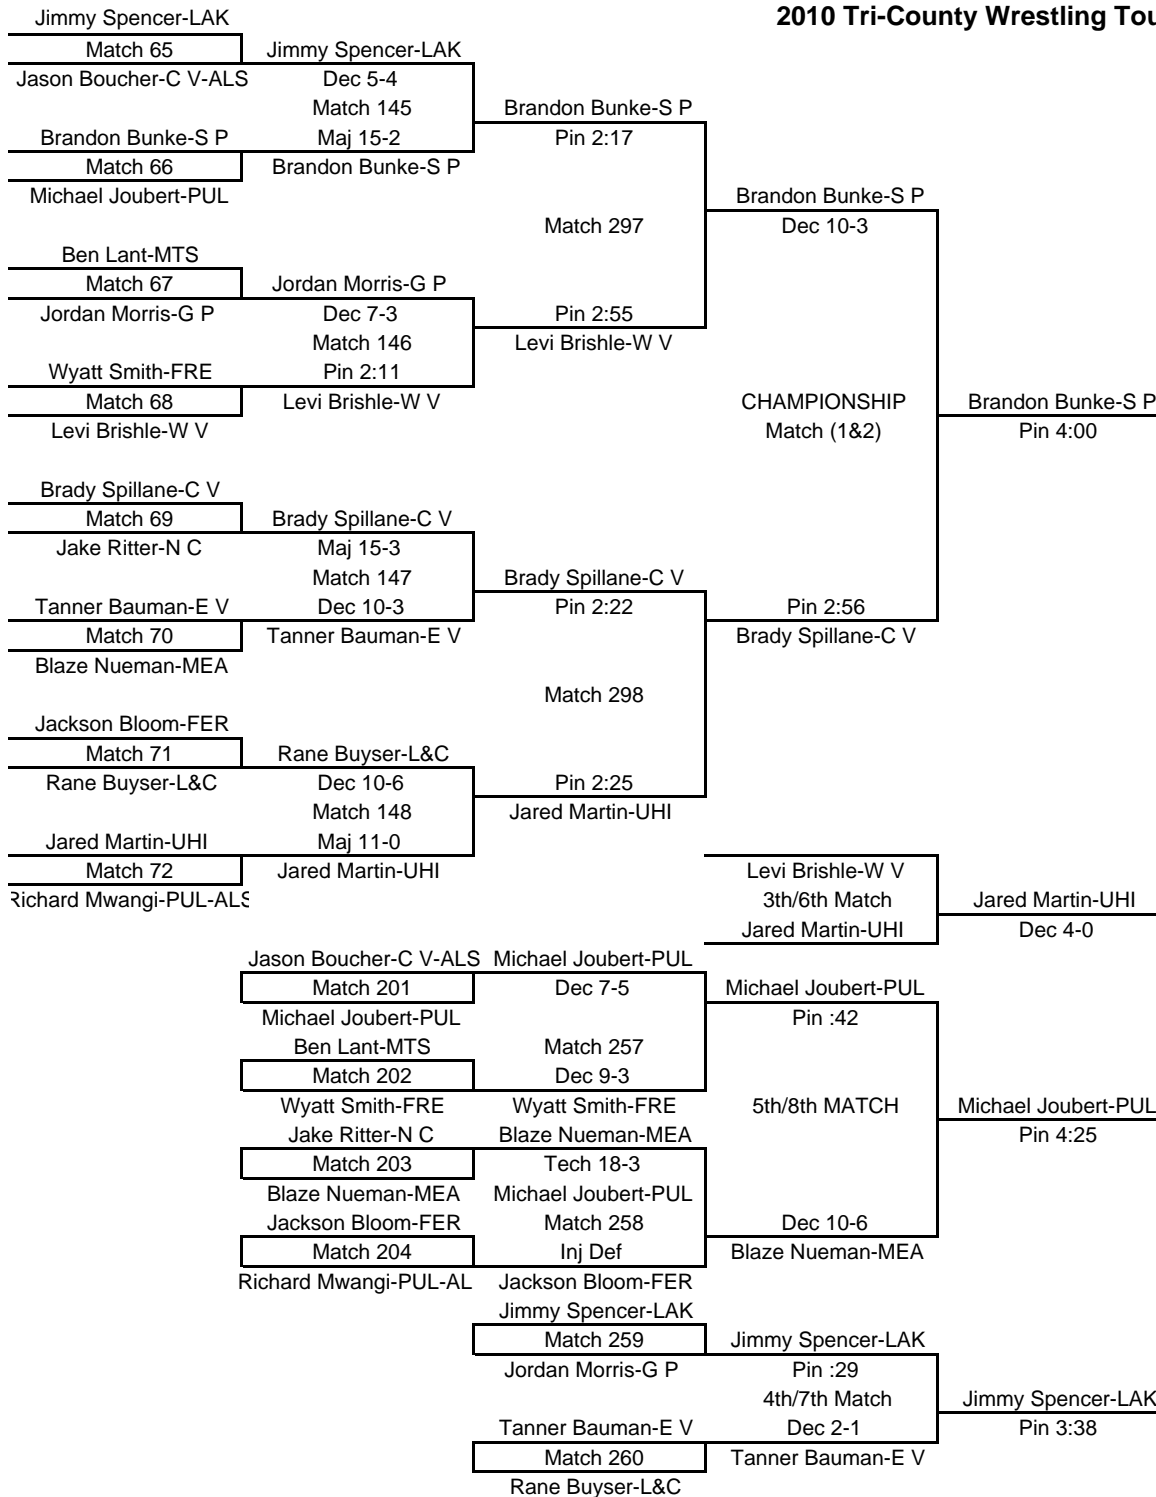 2010 Tri-County Wrestling Tou
Jimmy Spencer-LAK
Match 65 Jimmy Spencer-LAK
Jason Boucher-C V-ALS Dec 5-4
Match 145 Brandon Bunke-S P
Brandon Bunke-S P Maj 15-2 Pin 2:17
Match 66 Brandon Bunke-S P
Michael Joubert-PUL Brandon Bunke-S P
Match 297 Dec 10-3
Ben Lant-MTS
Match 67 Jordan Morris-G P
Jordan Morris-G P Dec 7-3 Pin 2:55
Match 146 Levi Brishle-W V
Wyatt Smith-FRE Pin 2:11
Match 68 Levi Brishle-W V CHAMPIONSHIP Brandon Bunke-S P
Levi Brishle-W V Match (1&2) Pin 4:00
Brady Spillane-C V
Match 69 Brady Spillane-C V
Jake Ritter-N C Maj 15-3
Match 147 Brady Spillane-C V
Tanner Bauman-E V Dec 10-3 Pin 2:22 Pin 2:56
Match 70 Tanner Bauman-E V Brady Spillane-C V
Blaze Nueman-MEA
Match 298
Jackson Bloom-FER
Match 71 Rane Buyser-L&C
Rane Buyser-L&C Dec 10-6 Pin 2:25
Match 148 Jared Martin-UHI
Jared Martin-UHI Maj 11-0
Match 72 Jared Martin-UHI Levi Brishle-W V
Richard Mwangi-PUL-ALS 3th/6th Match Jared Martin-UHI
Jared Martin-UHI Dec 4-0
Jason Boucher-C V-ALS Michael Joubert-PUL
Match 201 Dec 7-5 Michael Joubert-PUL
Michael Joubert-PUL Pin :42
Ben Lant-MTS Match 257
Match 202 Dec 9-3
Wyatt Smith-FRE Wyatt Smith-FRE 5th/8th MATCH Michael Joubert-PUL
Jake Ritter-N C Blaze Nueman-MEA Pin 4:25
Match 203 Tech 18-3
Blaze Nueman-MEA Michael Joubert-PUL
Jackson Bloom-FER Match 258 Dec 10-6
Match 204 Inj Def Blaze Nueman-MEA
Richard Mwangi-PUL-AL Jackson Bloom-FER
Jimmy Spencer-LAK
Match 259 Jimmy Spencer-LAK
Jordan Morris-G P Pin :29
4th/7th Match Jimmy Spencer-LAK
Tanner Bauman-E V Dec 2-1 Pin 3:38
Match 260 Tanner Bauman-E V
Rane Buyser-L&C